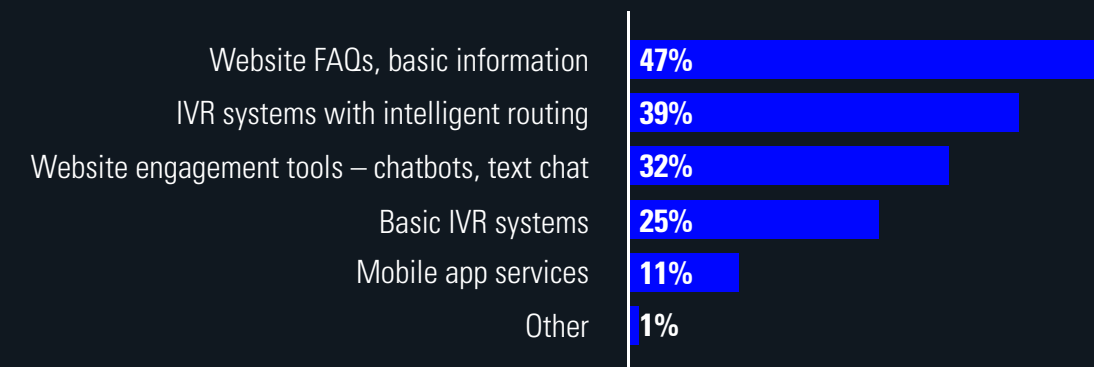 Website FAQs, basic information 47%
IVR systems with intelligent routing 39%
Website engagement tools – chatbots, text chat 32%
Basic IVR systems 25%
Mobile app services 11%
Other 1%